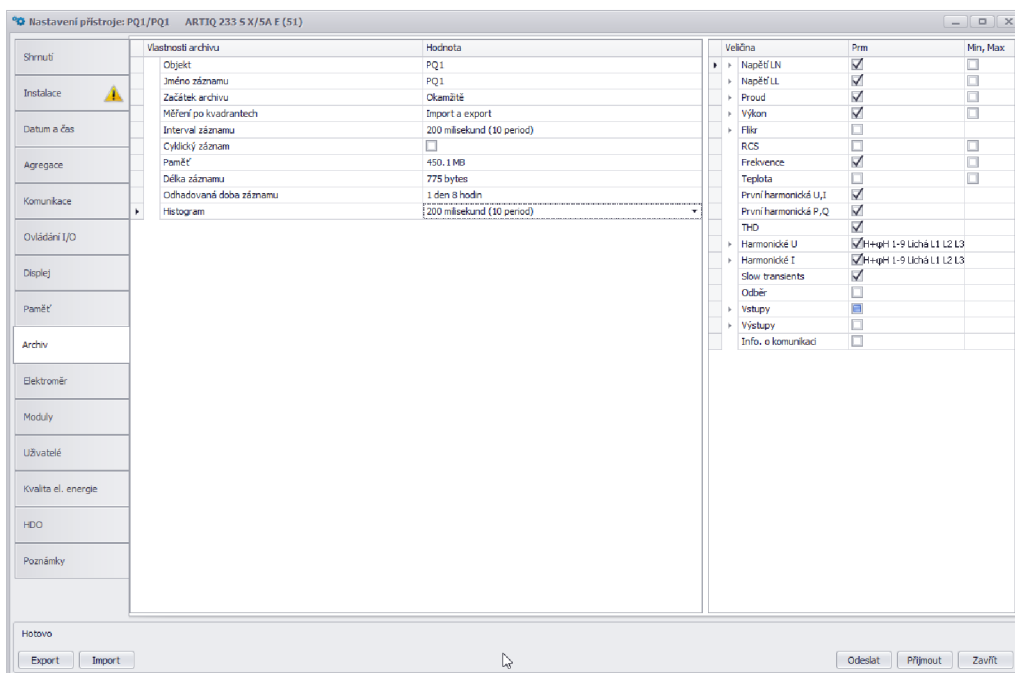 Nastavení přístroje: PQ1/PQ1 ARTIQ 233 S X/5A E (51)
Shrnutí
Instalace
Datum a čas
Agregace
Komunikace
Ovládání I/O
Displej
Paměť
Archiv
Elektroměr
Moduly
Uživatelé
Kvalita el. energie
HDO
Poznámky
Vlastnosti archivu Hodnota
Objekt PQ1
Jméno záznamu PQ1
Začátek archivu Okamžitě
Měření po kvadrantech Import a export
Interval záznamu 200 milisekund (10 period)
Cyklický záznam
Paměť 450.1 MB
Délka záznamu 775 bytes
Odhadovaná doba záznamu 1 den 8 hodin
Histogram 200 milisekund (10 period)
Veličina Prm Min, Max
Napětí LN
Napětí LL
Proud
Výkon
Flikr
RCS
Frekvence
Teplota
První harmonická U,I
První harmonická P,Q
THD
Harmonické U H+φH 1-9 Lichá L1 L2 L3
Harmonické I H+φH 1-9 Lichá L1 L2 L3
Slow transients
Odběr
Vstupy
Výstupy
Info. o komunikaci
Hotovo
Export Import Odeslat Přijmout Zavřít